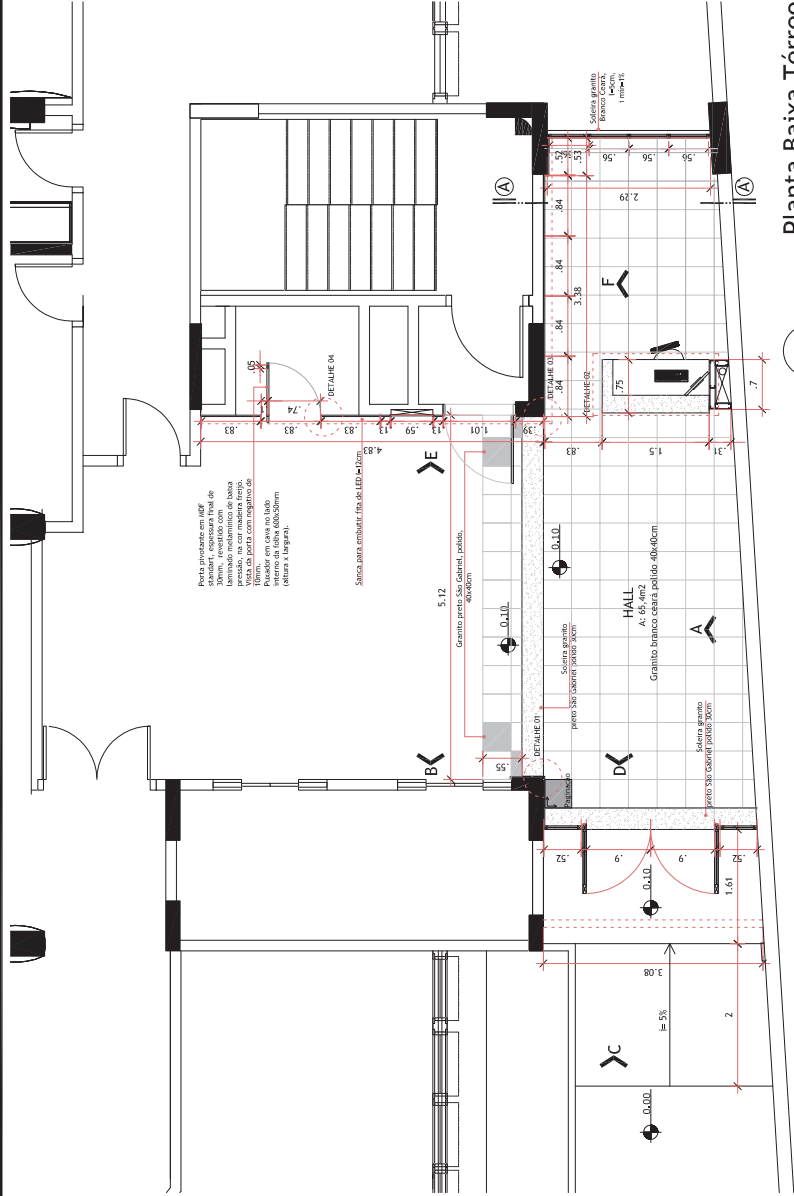 Planta Baixa Térreo
Soleira granito
Branco Ceará,
l=5cm,
i mín=1%
A
A
.52
.53
.56
.56
.56
2.29
.84
.84
.84
.84
3.38
F
DETALHE 03
DETALHE 02
.75
.7
.05
DETALHE 04
.74
.83
.83
.83
.13
.59
.13
1.01
.39
4.83
.83
1.5
.31
E
Porta pivotante em MDF
standart, espessura final de
30mm, revestido com
laminado melamínico de baixa
pressão, na cor madeira freijó.
Vista da porta com negativo de
10mm.
Puxador em cava no lado
interno da folha 600x50mm
(altura x largura).
Sanca para embutir fita de LED l=12cm
5.12
Granito preto São Gabriel, polido,
40x40cm
0.10
0.10
HALL
A: 65,4m2
Granito branco ceará polido 40x40cm
A
Soleira granito
preto São Gabriel polido 30cm
Soleira granito
preto São Gabriel polido 30cm
DETALHE 01
B
.55
D
Paginação
.52
.9
.9
.52
0.10
1.61
3.08
i= 5%
2
C
0.00